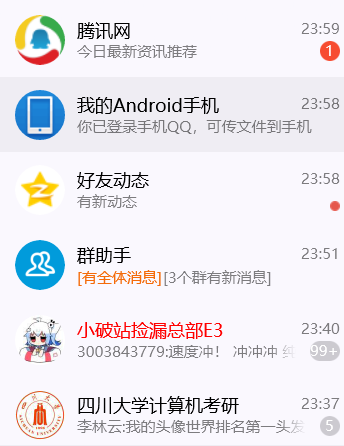 腾讯网 23:59
今日最新资讯推荐 1
我的Android手机 23:58
你已登录手机QQ，可传文件到手机
好友动态 23:58
有新动态
群助手 23:51
[有全体消息][3个群有新消息]
小破站捡漏总部E3 23:40
3003843779:速度冲！ 冲冲冲 纯 99+
四川大学计算机考研 23:37
李林云:我的头像世界排名第一头发 5